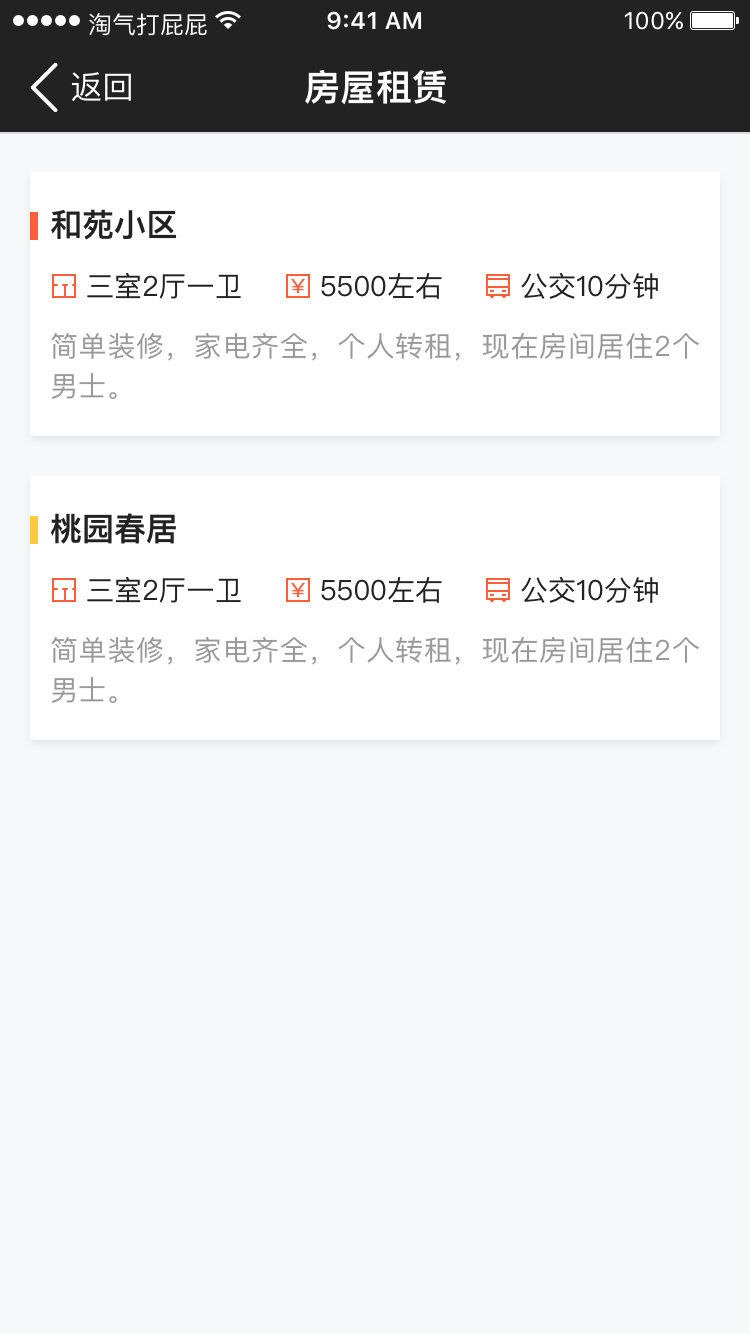 淘气打屁屁 9:41 AM 100%
返回 房屋租赁
和苑小区
三室2厅一卫 ¥ 5500左右 公交10分钟
简单装修，家电齐全，个人转租，现在房间居住2个
男士。
桃园春居
三室2厅一卫 ¥ 5500左右 公交10分钟
简单装修，家电齐全，个人转租，现在房间居住2个
男士。